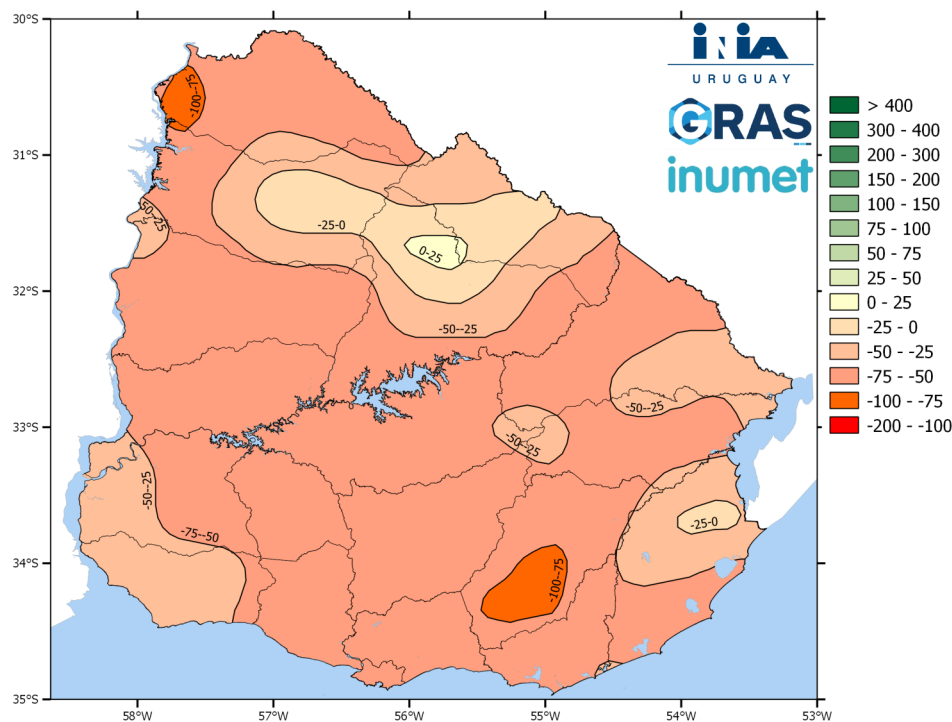 30°S
31°S
32°S
33°S
34°S
35°S
58°W
57°W
56°W
55°W
54°W
53°W
iNiA
URUGUAY
GRAS
inumet
> 400
300 - 400
200 - 300
150 - 200
100 - 150
75 - 100
50 - 75
25 - 50
0 - 25
-25 - 0
-50 - -25
-75 - -50
-100 - -75
-200 - -100
-100--75
-50--25
-25-0
0-25
-50--25
-50--25
-50--25
-50--25
-75--50
-25-0
-100--75